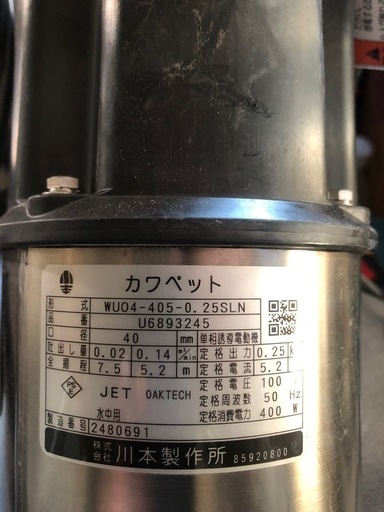 カワペット
形式 WUO4-405-0.25SLN
品番 U6893245
口径 40 mm 単相誘導電動機
吐出し量 0.02 0.14 m³/min 定格出力 0.25 k
全揚程 7.5 5.2 m 定格電流 5.2
定格電圧 100
PSE JET OAKTECH 定格周波数 50 Hz
水中用 定格消費電力 400 W
製造番号 2480691
株式会社 川本製作所 85920800